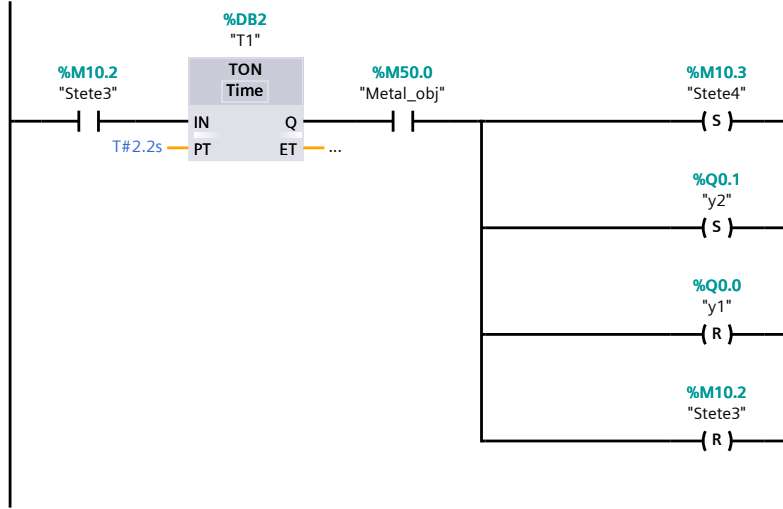 %DB2
"T1"
%M10.2
"Stete3"
TON
Time
%M50.0
"Metal_obj"
%M10.3
"Stete4"
IN
Q
S
T#2.2s
PT
ET
...
%Q0.1
"y2"
S
%Q0.0
"y1"
R
%M10.2
"Stete3"
R